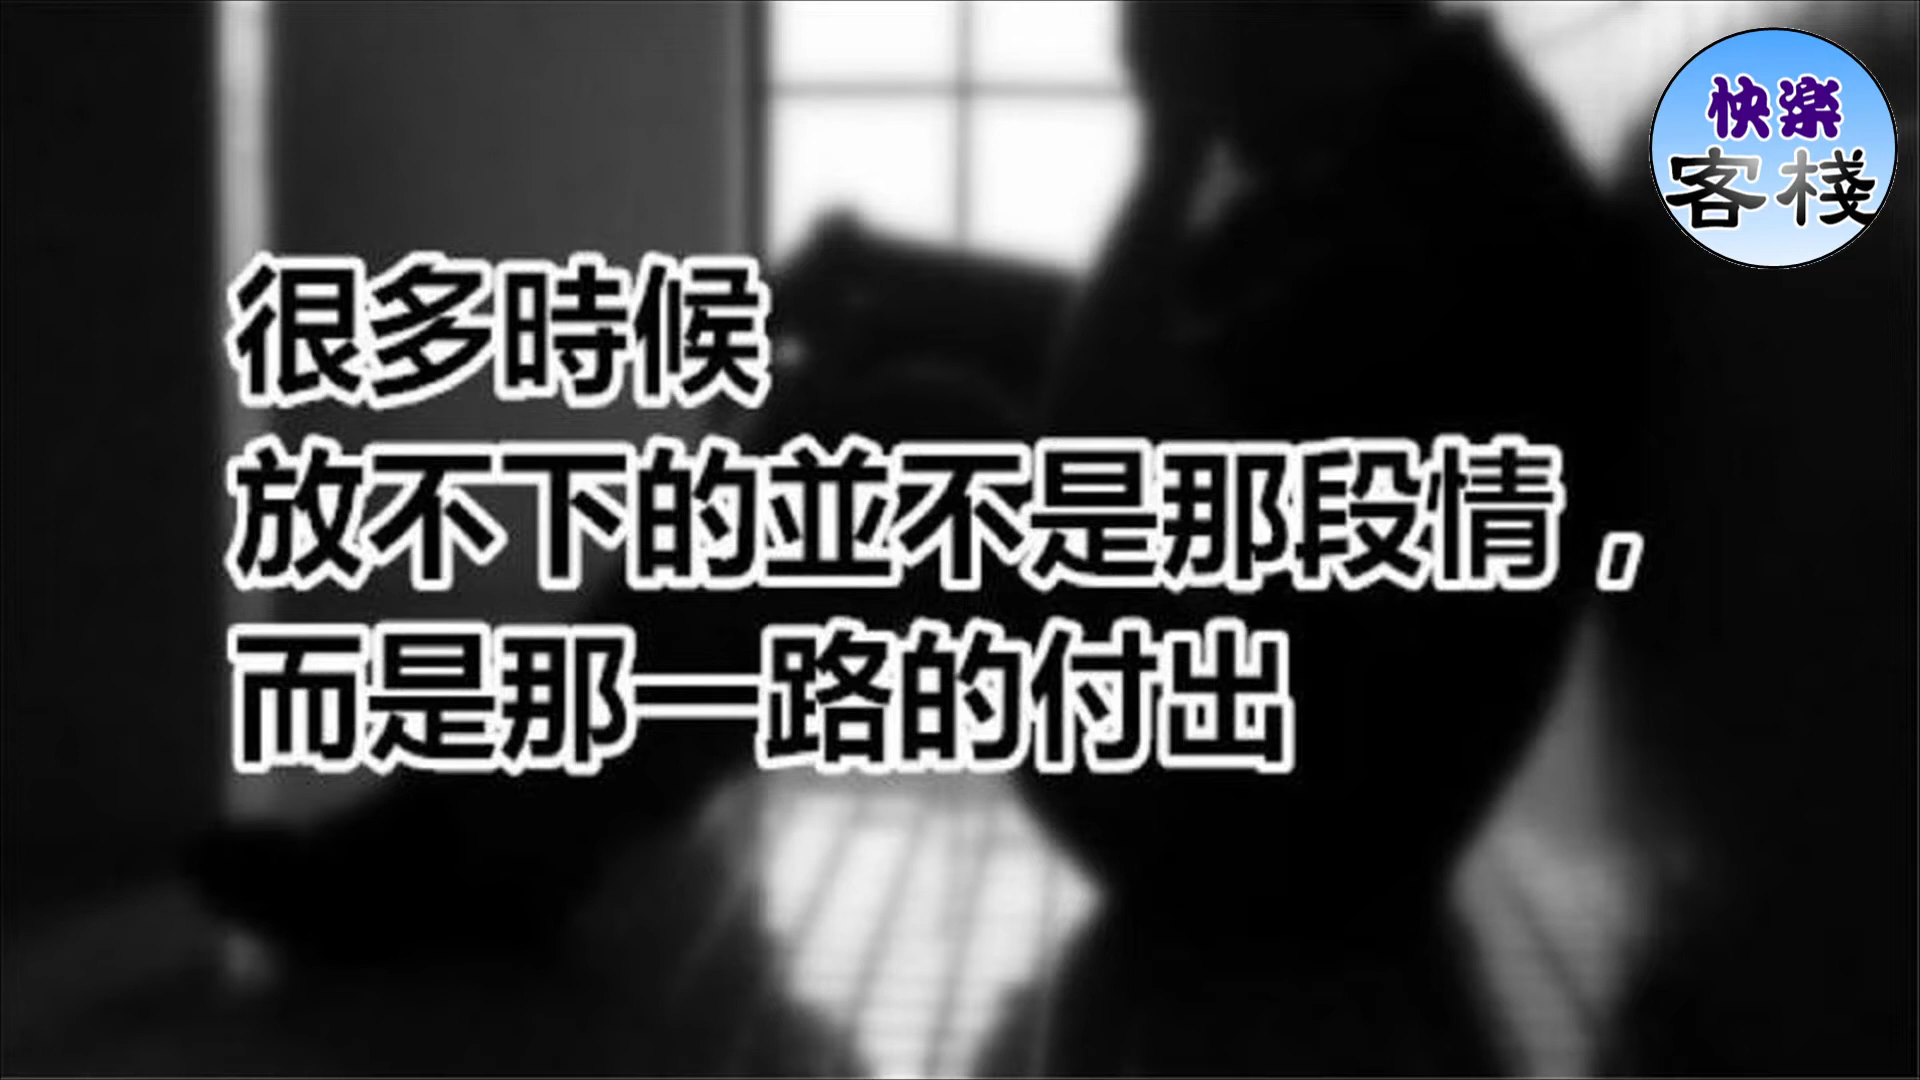 快楽
客棧
很多時候
放不下的並不是那段情，
而是那一路的付出